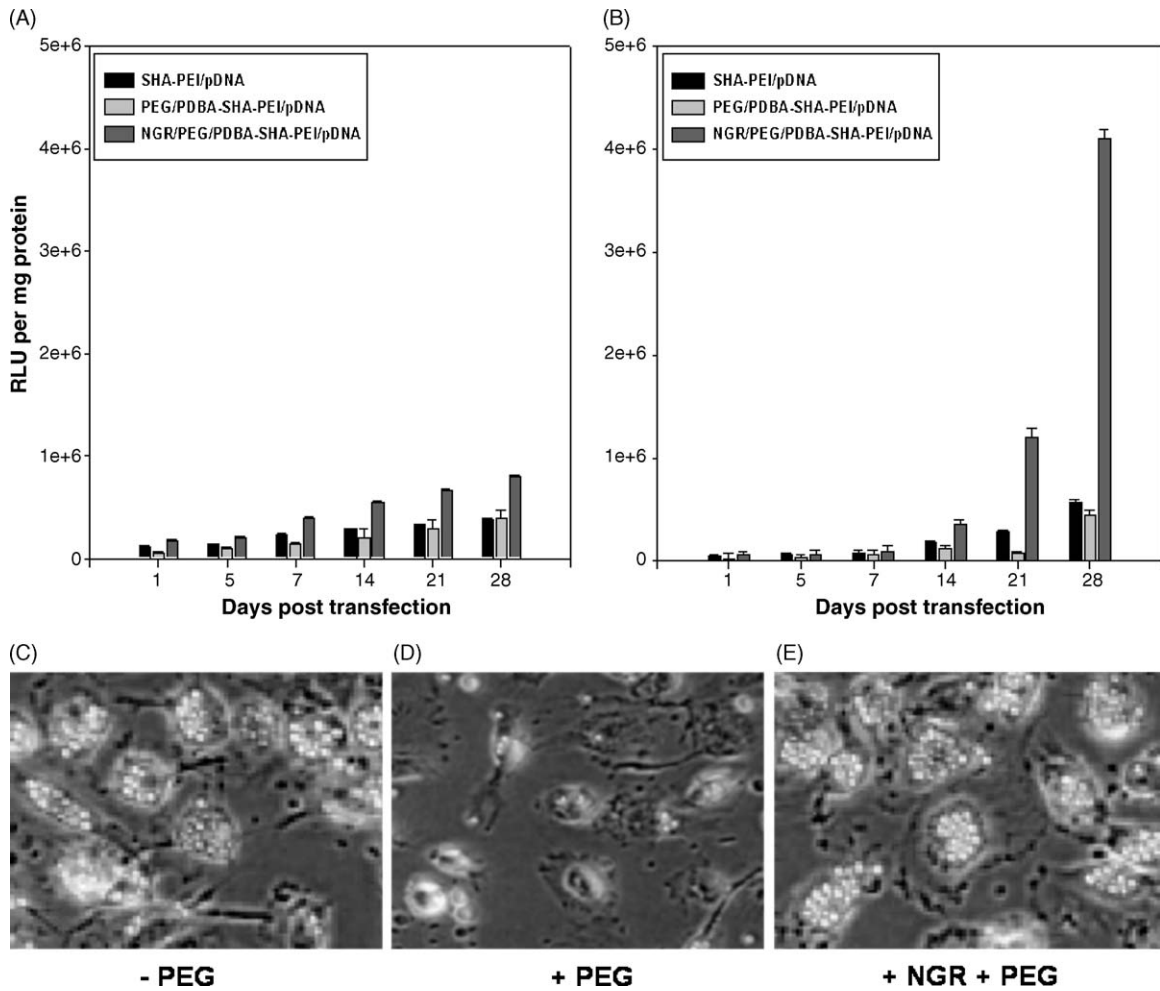 (A)
5e+6
SHA-PEI/pDNA
PEG/PDBA-SHA-PEI/pDNA
NGR/PEG/PDBA-SHA-PEI/pDNA
4e+6
3e+6
2e+6
1e+6
0
RLU per mg protein
1 5 7 14 21 28
Days post transfection
(B)
5e+6
SHA-PEI/pDNA
PEG/PDBA-SHA-PEI/pDNA
NGR/PEG/PDBA-SHA-PEI/pDNA
4e+6
3e+6
2e+6
1e+6
0
1 5 7 14 21 28
Days post transfection
(C)
- PEG
(D)
+ PEG
(E)
+ NGR + PEG